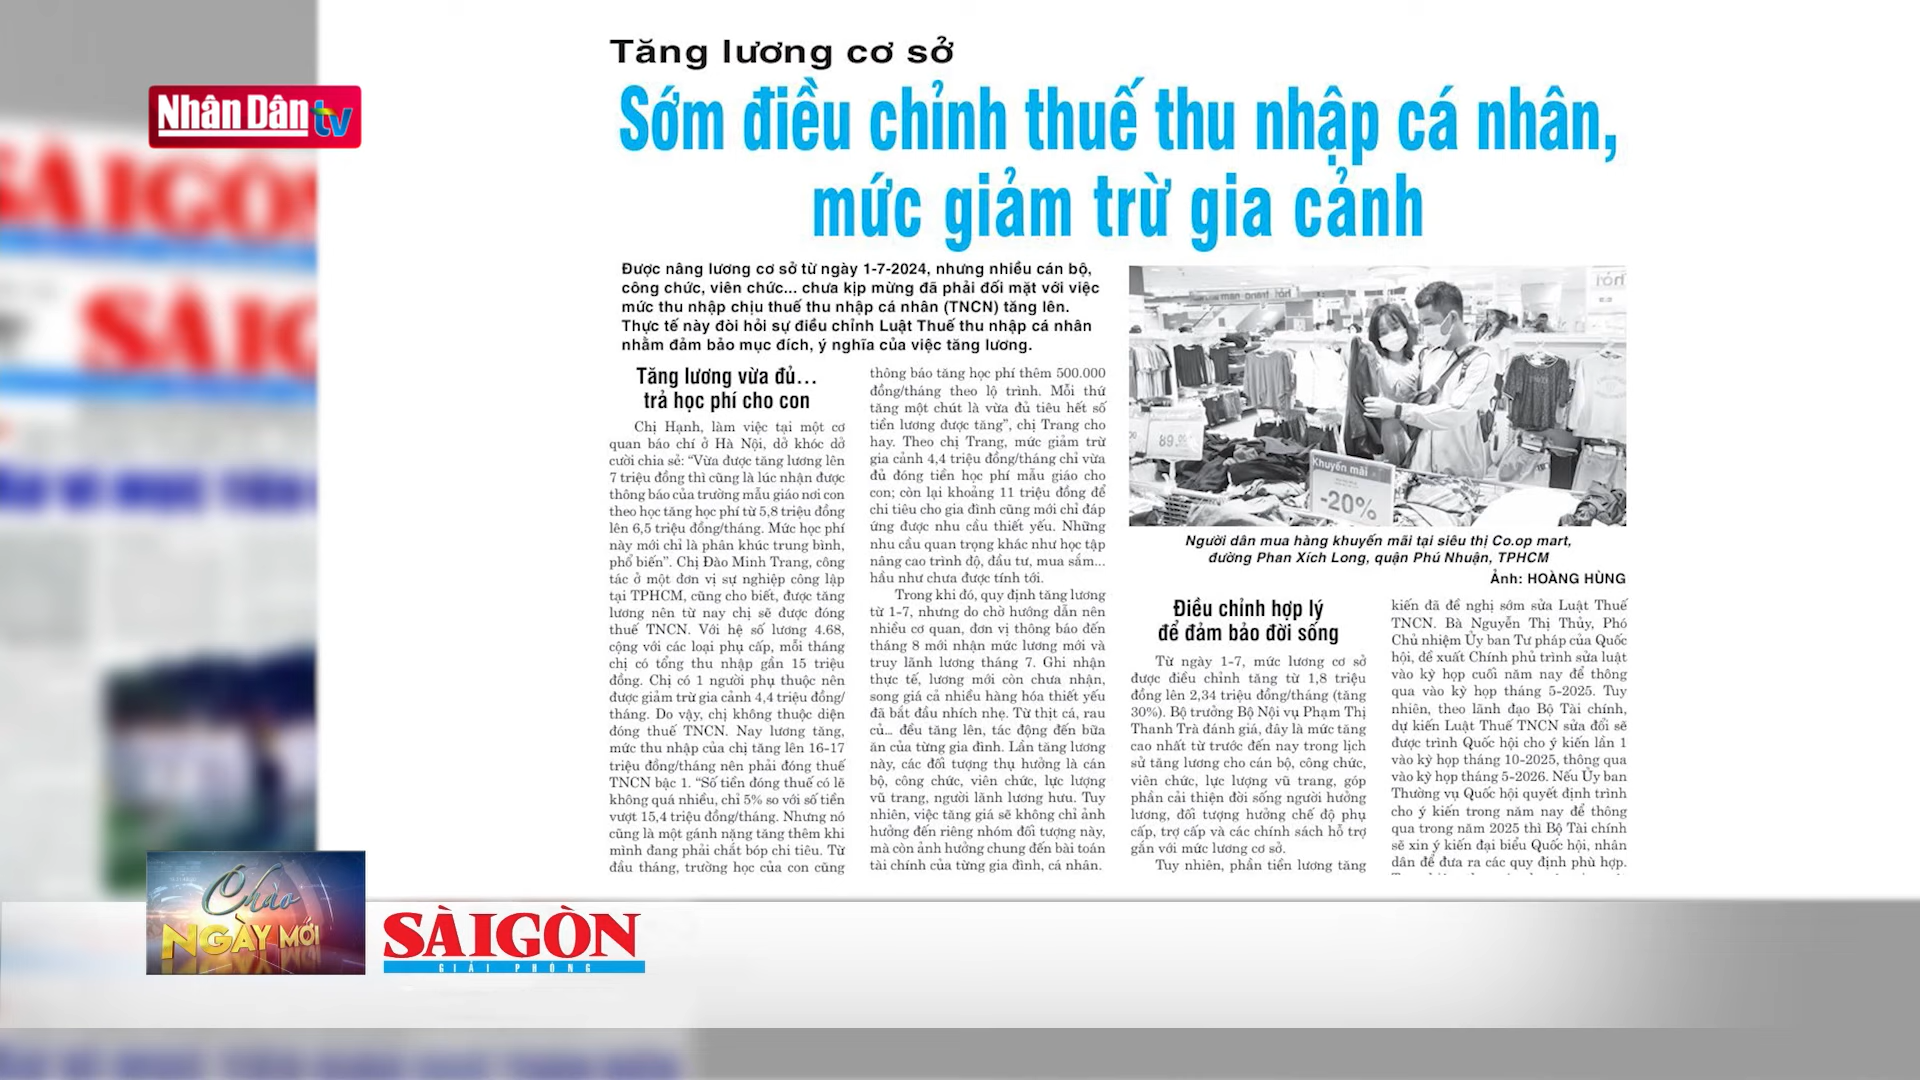 Nhân Dân tv
Tăng lương cơ sở
Sớm điều chỉnh thuế thu nhập cá nhân,
mức giảm trừ gia cảnh
Được nâng lương cơ sở từ ngày 1-7-2024, nhưng nhiều cán bộ,
công chức, viên chức... chưa kịp mừng đã phải đối mặt với việc
mức thu nhập chịu thuế thu nhập cá nhân (TNCN) tăng lên.
Thực tế này đòi hỏi sự điều chỉnh Luật Thuế thu nhập cá nhân
nhằm đảm bảo mục đích, ý nghĩa của việc tăng lương.
Tăng lương vừa đủ...
trả học phí cho con
Chị Hạnh, làm việc tại một cơ
quan báo chí ở Hà Nội, dở khóc dở
cười chia sẻ: “Vừa được tăng lương lên
7 triệu đồng thì cũng là lúc nhận được
thông báo của trường mẫu giáo nơi con
theo học tăng học phí từ 5,8 triệu đồng
lên 6,5 triệu đồng/tháng. Mức học phí
này mới chỉ là phân khúc trung bình,
phổ biến”. Chị Đào Minh Trang, công
tác ở một đơn vị sự nghiệp công lập
tại TPHCM, cũng cho biết, được tăng
lương nên từ nay chị sẽ được đóng
thuế TNCN. Với hệ số lương 4.68,
cộng với các loại phụ cấp, mỗi tháng
chị có tổng thu nhập gần 15 triệu
đồng. Chị có 1 người phụ thuộc nên
được giảm trừ gia cảnh 4,4 triệu đồng/
tháng. Do vậy, chị không thuộc diện
đóng thuế TNCN. Nay lương tăng,
mức thu nhập của chị tăng lên 16-17
triệu đồng/tháng nên phải đóng thuế
TNCN bậc 1. “Số tiền đóng thuế có lẽ
không quá nhiều, chỉ 5% so với số tiền
vượt 15,4 triệu đồng/tháng. Nhưng nó
cũng là một gánh nặng tăng thêm khi
mình đang phải chắt bóp chi tiêu. Từ
đầu tháng, trường học của con cũng
thông báo tăng học phí thêm 500.000
đồng/tháng theo lộ trình. Mỗi thứ
tăng một chút là vừa đủ tiêu hết số
tiền lương được tăng”, chị Trang cho
hay. Theo chị Trang, mức giảm trừ
gia cảnh 4,4 triệu đồng/tháng chỉ vừa
đủ đóng tiền học phí mẫu giáo cho
con; còn lại khoảng 11 triệu đồng để
chi tiêu cho gia đình cũng mới chỉ đáp
ứng được nhu cầu thiết yếu. Những
nhu cầu quan trọng khác như học tập
nâng cao trình độ, đầu tư, mua sắm...
hầu như chưa được tính tới.
Trong khi đó, quy định tăng lương
từ 1-7, nhưng do chờ hướng dẫn nên
nhiều cơ quan, đơn vị thông báo đến
tháng 8 mới nhận mức lương mới và
truy lãnh lương tháng 7. Ghi nhận
thực tế, lương mới còn chưa nhận,
song giá cả nhiều hàng hóa thiết yếu
đã bắt đầu nhích nhẹ. Từ thịt cá, rau
củ... đều tăng lên, tác động đến bữa
ăn của từng gia đình. Lần tăng lương
này, các đối tượng thụ hưởng là cán
bộ, công chức, viên chức, lực lượng
vũ trang, người lãnh lương hưu. Tuy
nhiên, việc tăng giá sẽ không chỉ ảnh
hưởng đến riêng nhóm đối tượng này,
mà còn ảnh hưởng chung đến bài toán
tài chính của từng gia đình, cá nhân.
Khuyến mãi
-20%
Người dân mua hàng khuyến mãi tại siêu thị Co.op mart,
đường Phan Xích Long, quận Phú Nhuận, TPHCM
Ảnh: HOÀNG HÙNG
Điều chỉnh hợp lý
để đảm bảo đời sống
Từ ngày 1-7, mức lương cơ sở
được điều chỉnh tăng từ 1,8 triệu
đồng lên 2,34 triệu đồng/tháng (tăng
30%). Bộ trưởng Bộ Nội vụ Phạm Thị
Thanh Trà đánh giá, đây là mức tăng
cao nhất từ trước đến nay trong lịch
sử tăng lương cho cán bộ, công chức,
viên chức, lực lượng vũ trang, góp
phần cải thiện đời sống người hưởng
lương, đối tượng hưởng chế độ phụ
cấp, trợ cấp và các chính sách hỗ trợ
gắn với mức lương cơ sở.
Tuy nhiên, phần tiền lương tăng
kiến đã đề nghị sớm sửa Luật Thuế
TNCN. Bà Nguyễn Thị Thủy, Phó
Chủ nhiệm Ủy ban Tư pháp của Quốc
hội, đề xuất Chính phủ trình sửa luật
vào kỳ họp cuối năm nay để thông
qua vào kỳ họp tháng 5-2025. Tuy
nhiên, theo lãnh đạo Bộ Tài chính,
dự kiến Luật Thuế TNCN sửa đổi sẽ
được trình Quốc hội cho ý kiến lần 1
vào kỳ họp tháng 10-2025, thông qua
vào kỳ họp tháng 5-2026. Nếu Ủy ban
Thường vụ Quốc hội quyết định trình
cho ý kiến trong năm nay để thông
qua trong năm 2025 thì Bộ Tài chính
sẽ xin ý kiến đại biểu Quốc hội, nhân
dân để đưa ra các quy định phù hợp.
Chào
NGÀY MỚI
SÀI GÒN
GIẢI PHÓNG